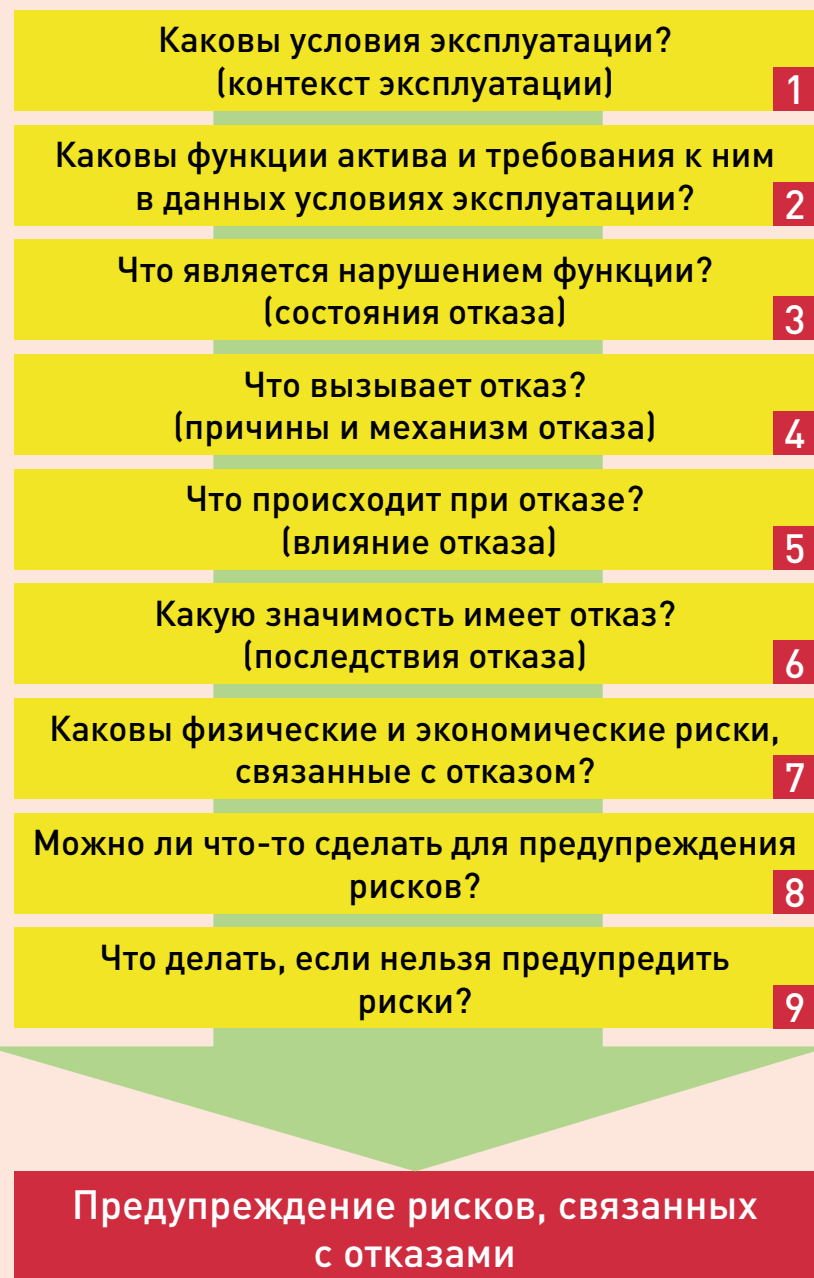 Каковы условия эксплуатации?
(контекст эксплуатации)
1
Каковы функции актива и требования к ним
в данных условиях эксплуатации?
2
Что является нарушением функции?
(состояния отказа)
3
Что вызывает отказ?
(причины и механизм отказа)
4
Что происходит при отказе?
(влияние отказа)
5
Какую значимость имеет отказ?
(последствия отказа)
6
Каковы физические и экономические риски,
связанные с отказом?
7
Можно ли что-то сделать для предупреждения
рисков?
8
Что делать, если нельзя предупредить
риски?
9
Предупреждение рисков, связанных
с отказами